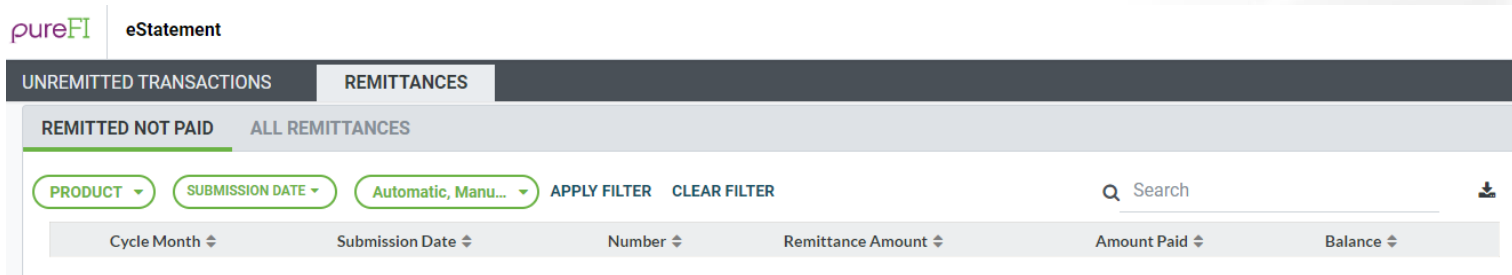 pureFI eStatement
UNREMITTED TRANSACTIONS REMITTANCES
REMITTED NOT PAID ALL REMITTANCES
PRODUCT SUBMISSION DATE Automatic, Manu... APPLY FILTER CLEAR FILTER Search
Cycle Month Submission Date Number Remittance Amount Amount Paid Balance